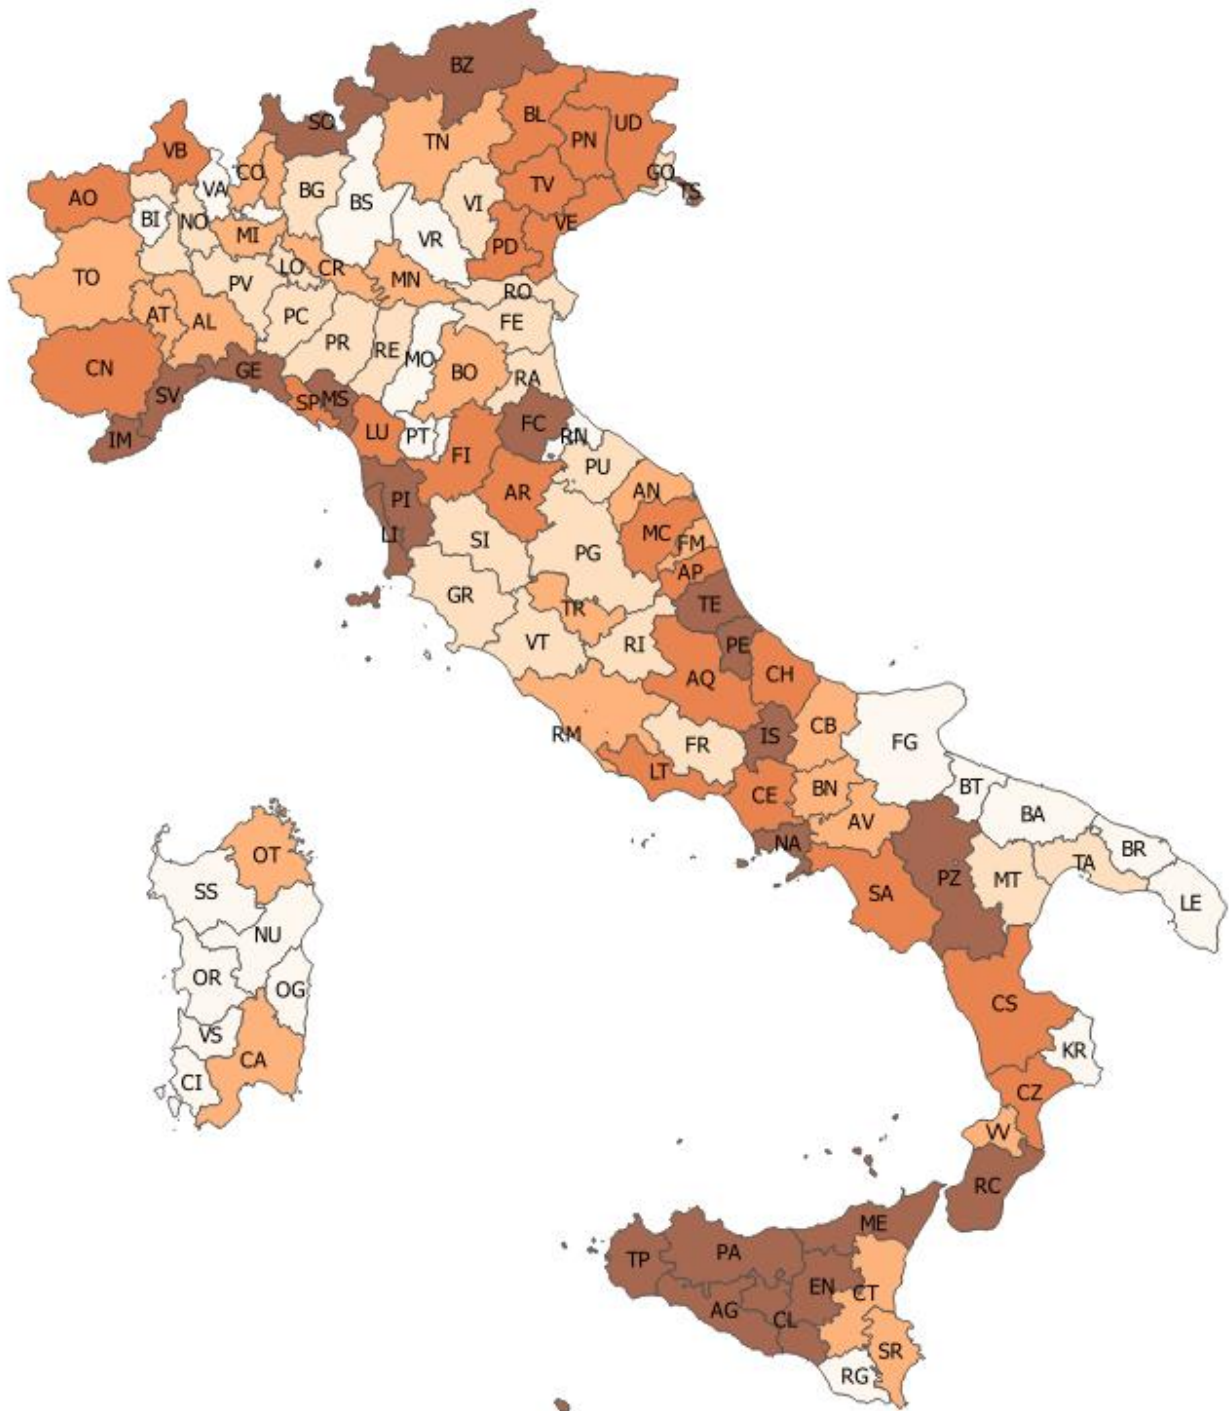 BZ
SO
BL
UD
PN
TN
VB
CO
GO
VA
TS
AO
BG
TV
BS
BI
NO
VI
VE
MI
VR
PD
LO
CR
TO
MN
PV
RO
PC
AT
AL
FE
PR
RE
MO
CN
GE
BO
RA
SV
SP
MS
FC
LU
PT
RN
IM
FI
PU
PI
AR
AN
LI
MC
SI
FM
PG
AP
GR
TE
TR
VT
RI
PE
AQ
CH
RM
IS
CB
FR
FG
LT
CE
BN
BT
AV
BA
NA
BR
OT
TA
SS
PZ
MT
SA
LE
NU
OR
OG
CS
VS
KR
CA
CI
CZ
VV
RC
ME
PA
TP
EN
CT
AG
CL
SR
RG